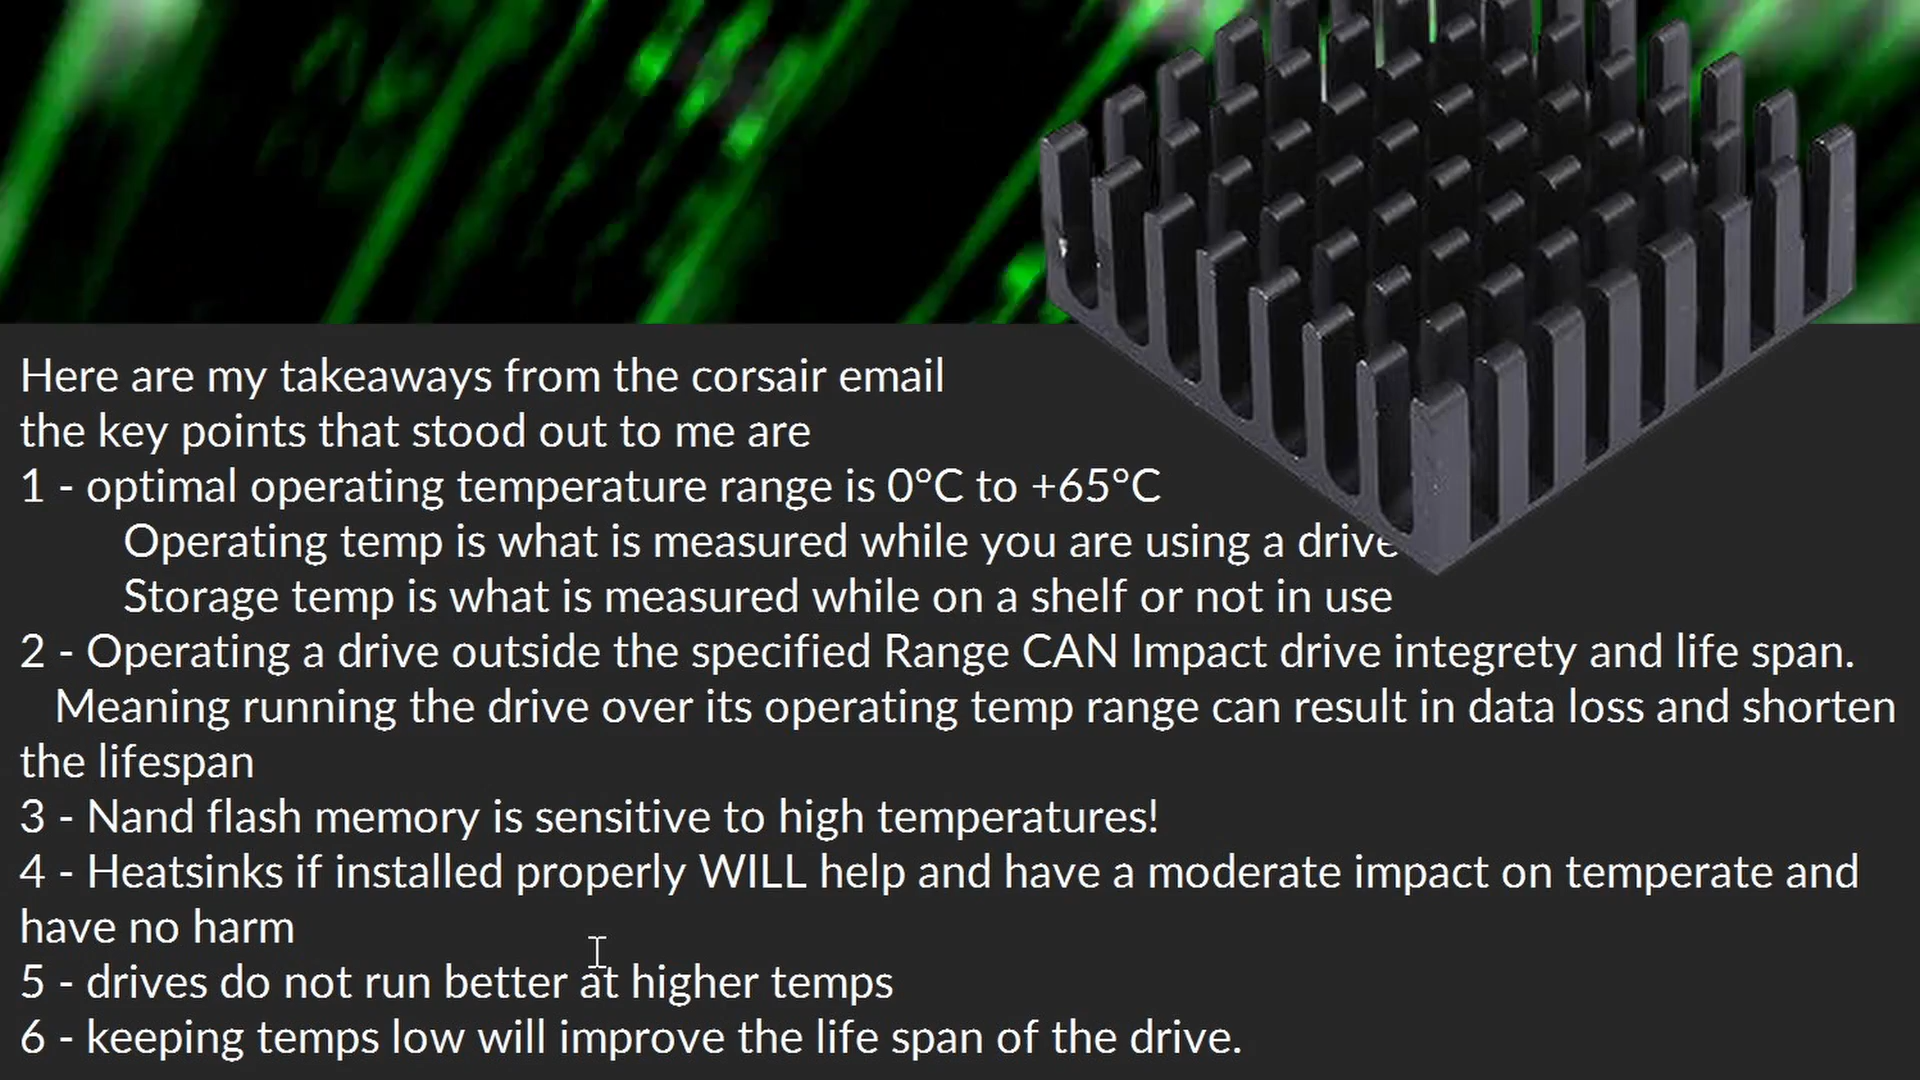 Here are my takeaways from the corsair email
the key points that stood out to me are
1 - optimal operating temperature range is 0°C to +65°C
Operating temp is what is measured while you are using a drive
Storage temp is what is measured while on a shelf or not in use
2 - Operating a drive outside the specified Range CAN Impact drive integrety and life span.
Meaning running the drive over its operating temp range can result in data loss and shorten
the lifespan
3 - Nand flash memory is sensitive to high temperatures!
4 - Heatsinks if installed properly WILL help and have a moderate impact on temperate and
have no harm
5 - drives do not run better at higher temps
6 - keeping temps low will improve the life span of the drive.